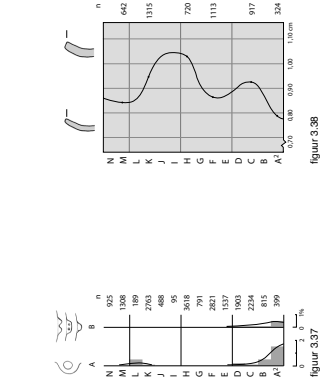 A
B
n
N 925
M 1308
L 189
K 2763
J 488
I 95
H 3618
G 791
F 2821
E 1537
D 1903
C 2234
B 815
A² 399
0 2 0 1%
figuur 3.37
n
N
M 642
L
K 1315
J
I
H 720
G
F 1113
E
D
C 917
B
A² 324
0,70 0,80 0,90 1,00 1,10 cm
figuur 3.38